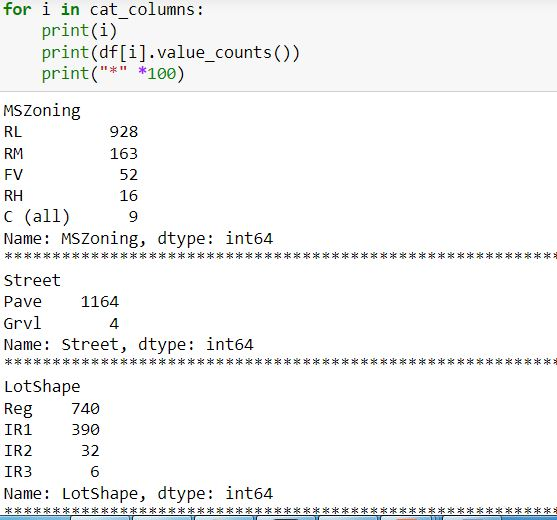 for i in cat_columns:
    print(i)
    print(df[i].value_counts())
    print("*" *100)
MSZoning
RL         928
RM         163
FV          52
RH          16
C (all)      9
Name: MSZoning, dtype: int64
**********************************************************
Street
Pave    1164
Grvl       4
Name: Street, dtype: int64
**********************************************************
LotShape
Reg    740
IR1    390
IR2     32
IR3      6
Name: LotShape, dtype: int64
**********************************************************